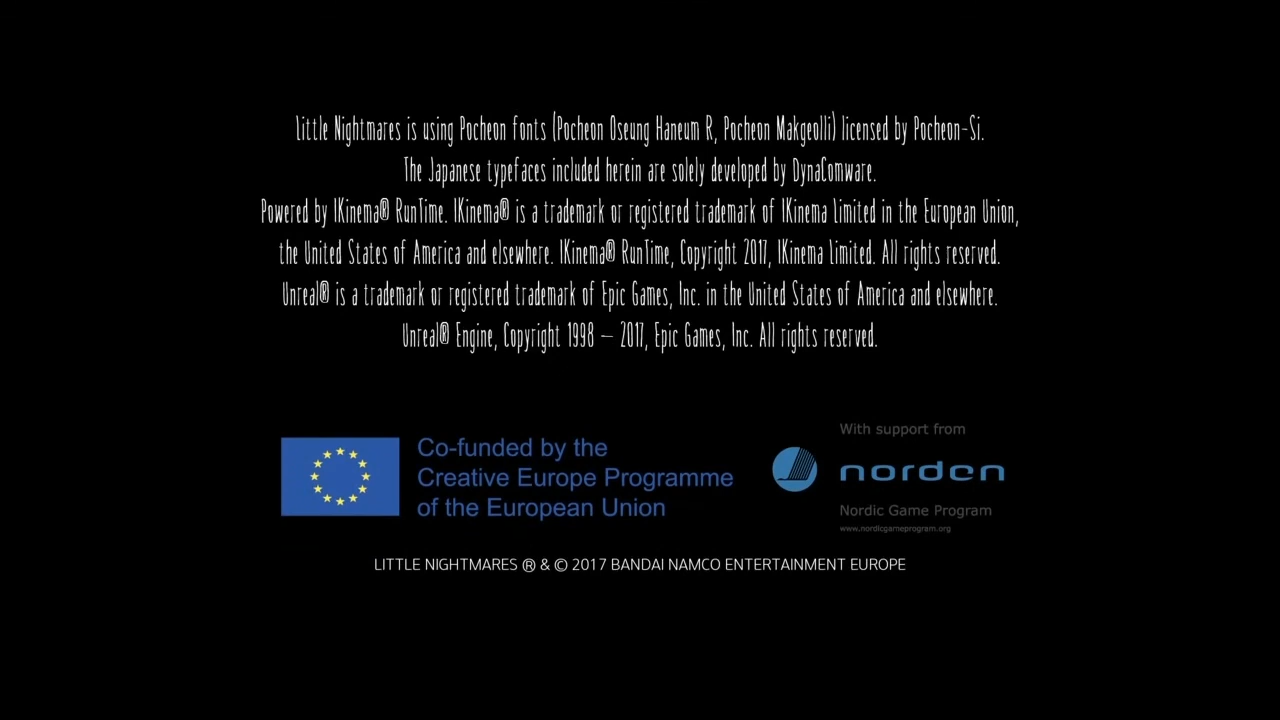 Little Nightmares is using Pocheon fonts (Pocheon Oseung Haneum R, Pocheon Makgeolli) licensed by Pocheon-Si.
The Japanese typefaces included herein are solely developed by DynaComware.
Powered by IKinema® RunTime. IKinema® is a trademark or registered trademark of IKinema Limited in the European Union,
the United States of America and elsewhere. IKinema® RunTime, Copyright 2017, IKinema Limited. All rights reserved.
Unreal® is a trademark or registered trademark of Epic Games, Inc. in the United States of America and elsewhere.
Unreal® Engine, Copyright 1998 – 2017, Epic Games, Inc. All rights reserved.
Co-funded by the
Creative Europe Programme
of the European Union
With support from
norden
Nordic Game Program
www.nordicgameprogram.org
LITTLE NIGHTMARES ® & © 2017 BANDAI NAMCO ENTERTAINMENT EUROPE